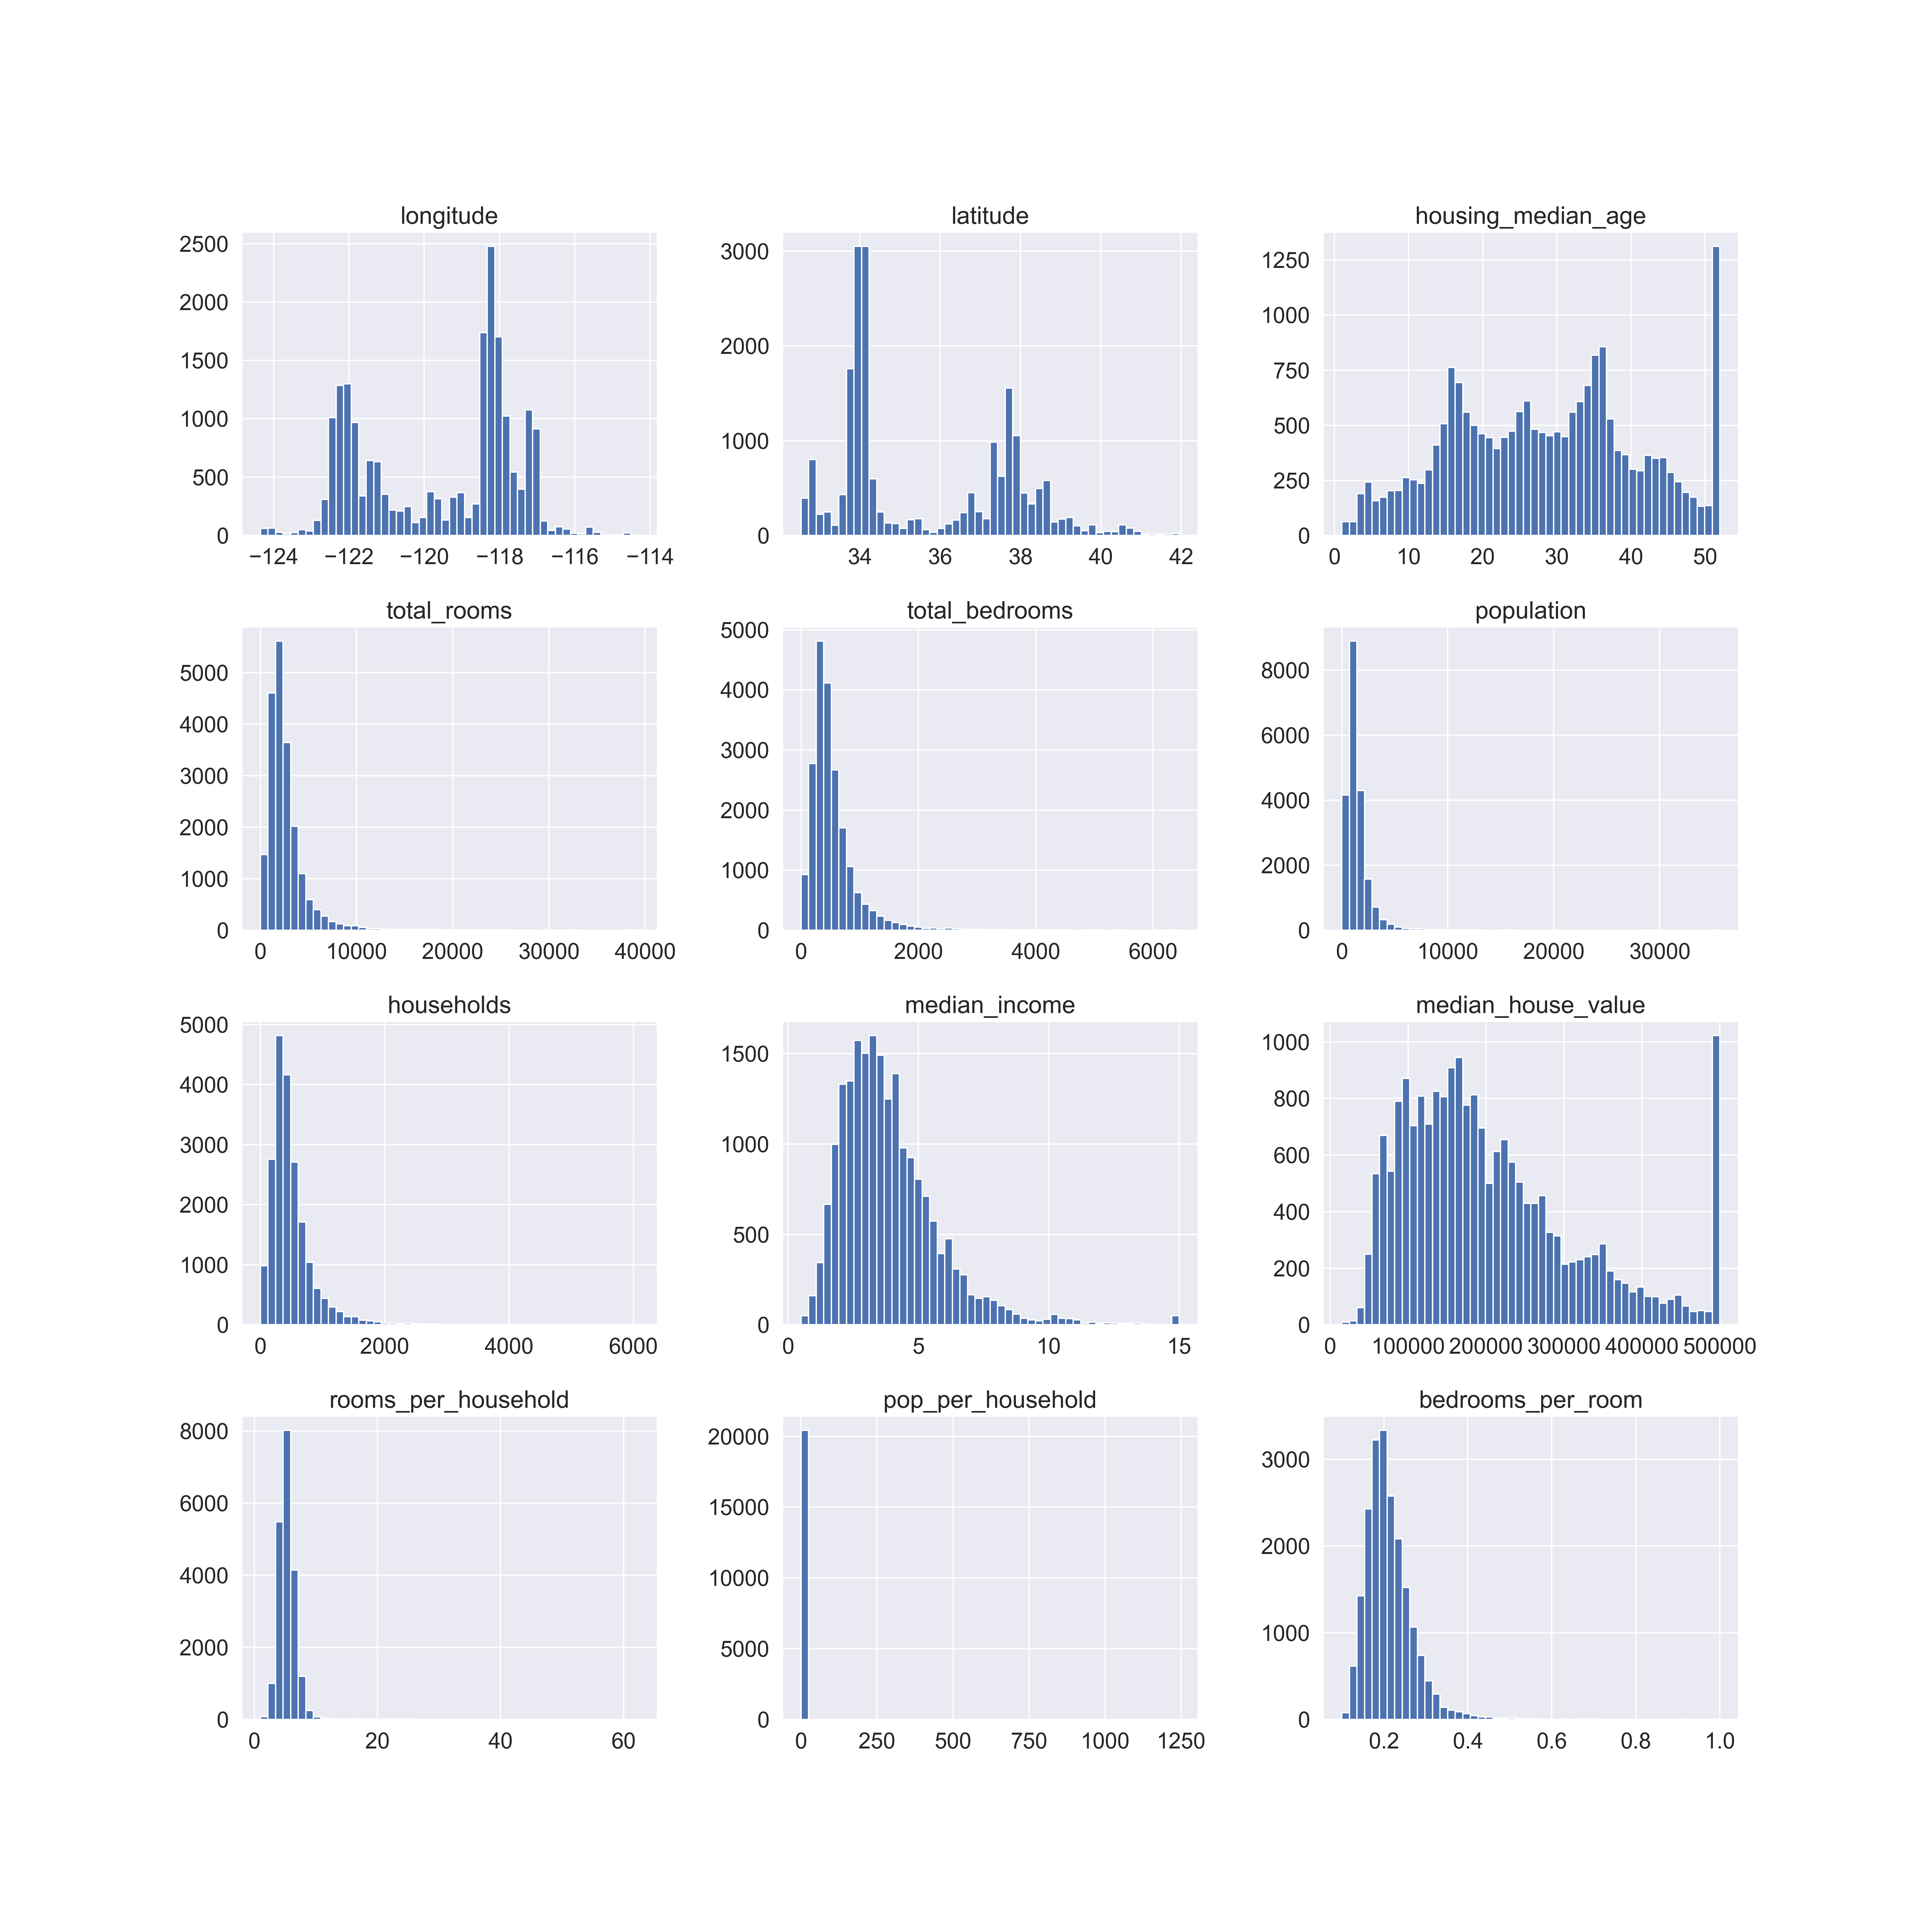 longitude
2500
2000
1500
1000
500
0
−124 −122 −120 −118 −116 −114
latitude
3000
2000
1000
0
34 36 38 40 42
housing_median_age
1250
1000
750
500
250
0
0 10 20 30 40 50
total_rooms
5000
4000
3000
2000
1000
0
0 10000 20000 30000 40000
total_bedrooms
5000
4000
3000
2000
1000
0
0 2000 4000 6000
population
8000
6000
4000
2000
0
0 10000 20000 30000
households
5000
4000
3000
2000
1000
0
0 2000 4000 6000
median_income
1500
1000
500
0
0 5 10 15
median_house_value
1000
800
600
400
200
0
0 100000 200000 300000 400000 500000
rooms_per_household
8000
6000
4000
2000
0
0 20 40 60
pop_per_household
20000
15000
10000
5000
0
0 250 500 750 1000 1250
bedrooms_per_room
3000
2000
1000
0
0.2 0.4 0.6 0.8 1.0